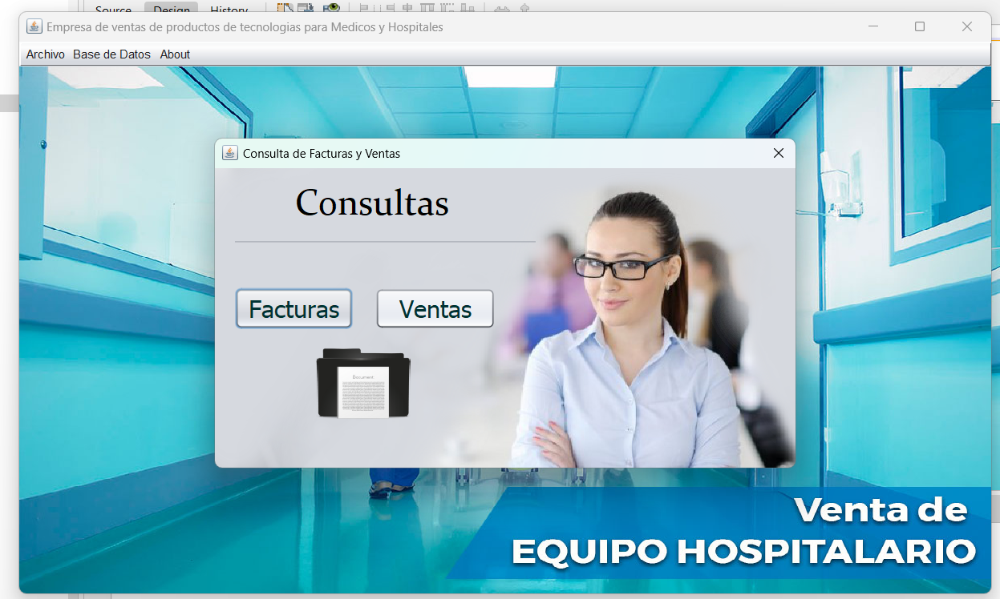 Source Design History
Empresa de ventas de productos de tecnologias para Medicos y Hospitales
Archivo Base de Datos About
Consulta de Facturas y Ventas
Consultas
Facturas Ventas
Document
Venta de
EQUIPO HOSPITALARIO